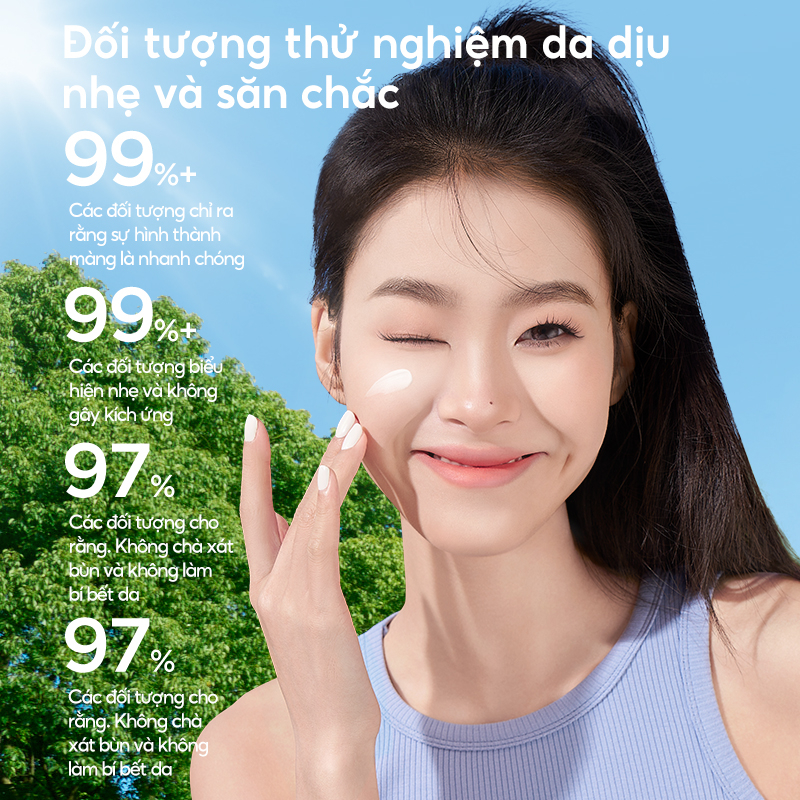 Đối tượng thử nghiệm da dịu
nhẹ và săn chắc
99%+
Các đối tượng chỉ ra
rằng sự hình thành
màng là nhanh chóng
99%+
Các đối tượng biểu
hiện nhẹ và không
gây kích ứng
97%
Các đối tượng cho
rằng. Không chà xát
bùn và không làm
bí bết da
97%
Các đối tượng cho
rằng. Không chà
xát bùn và không
làm bí bết da